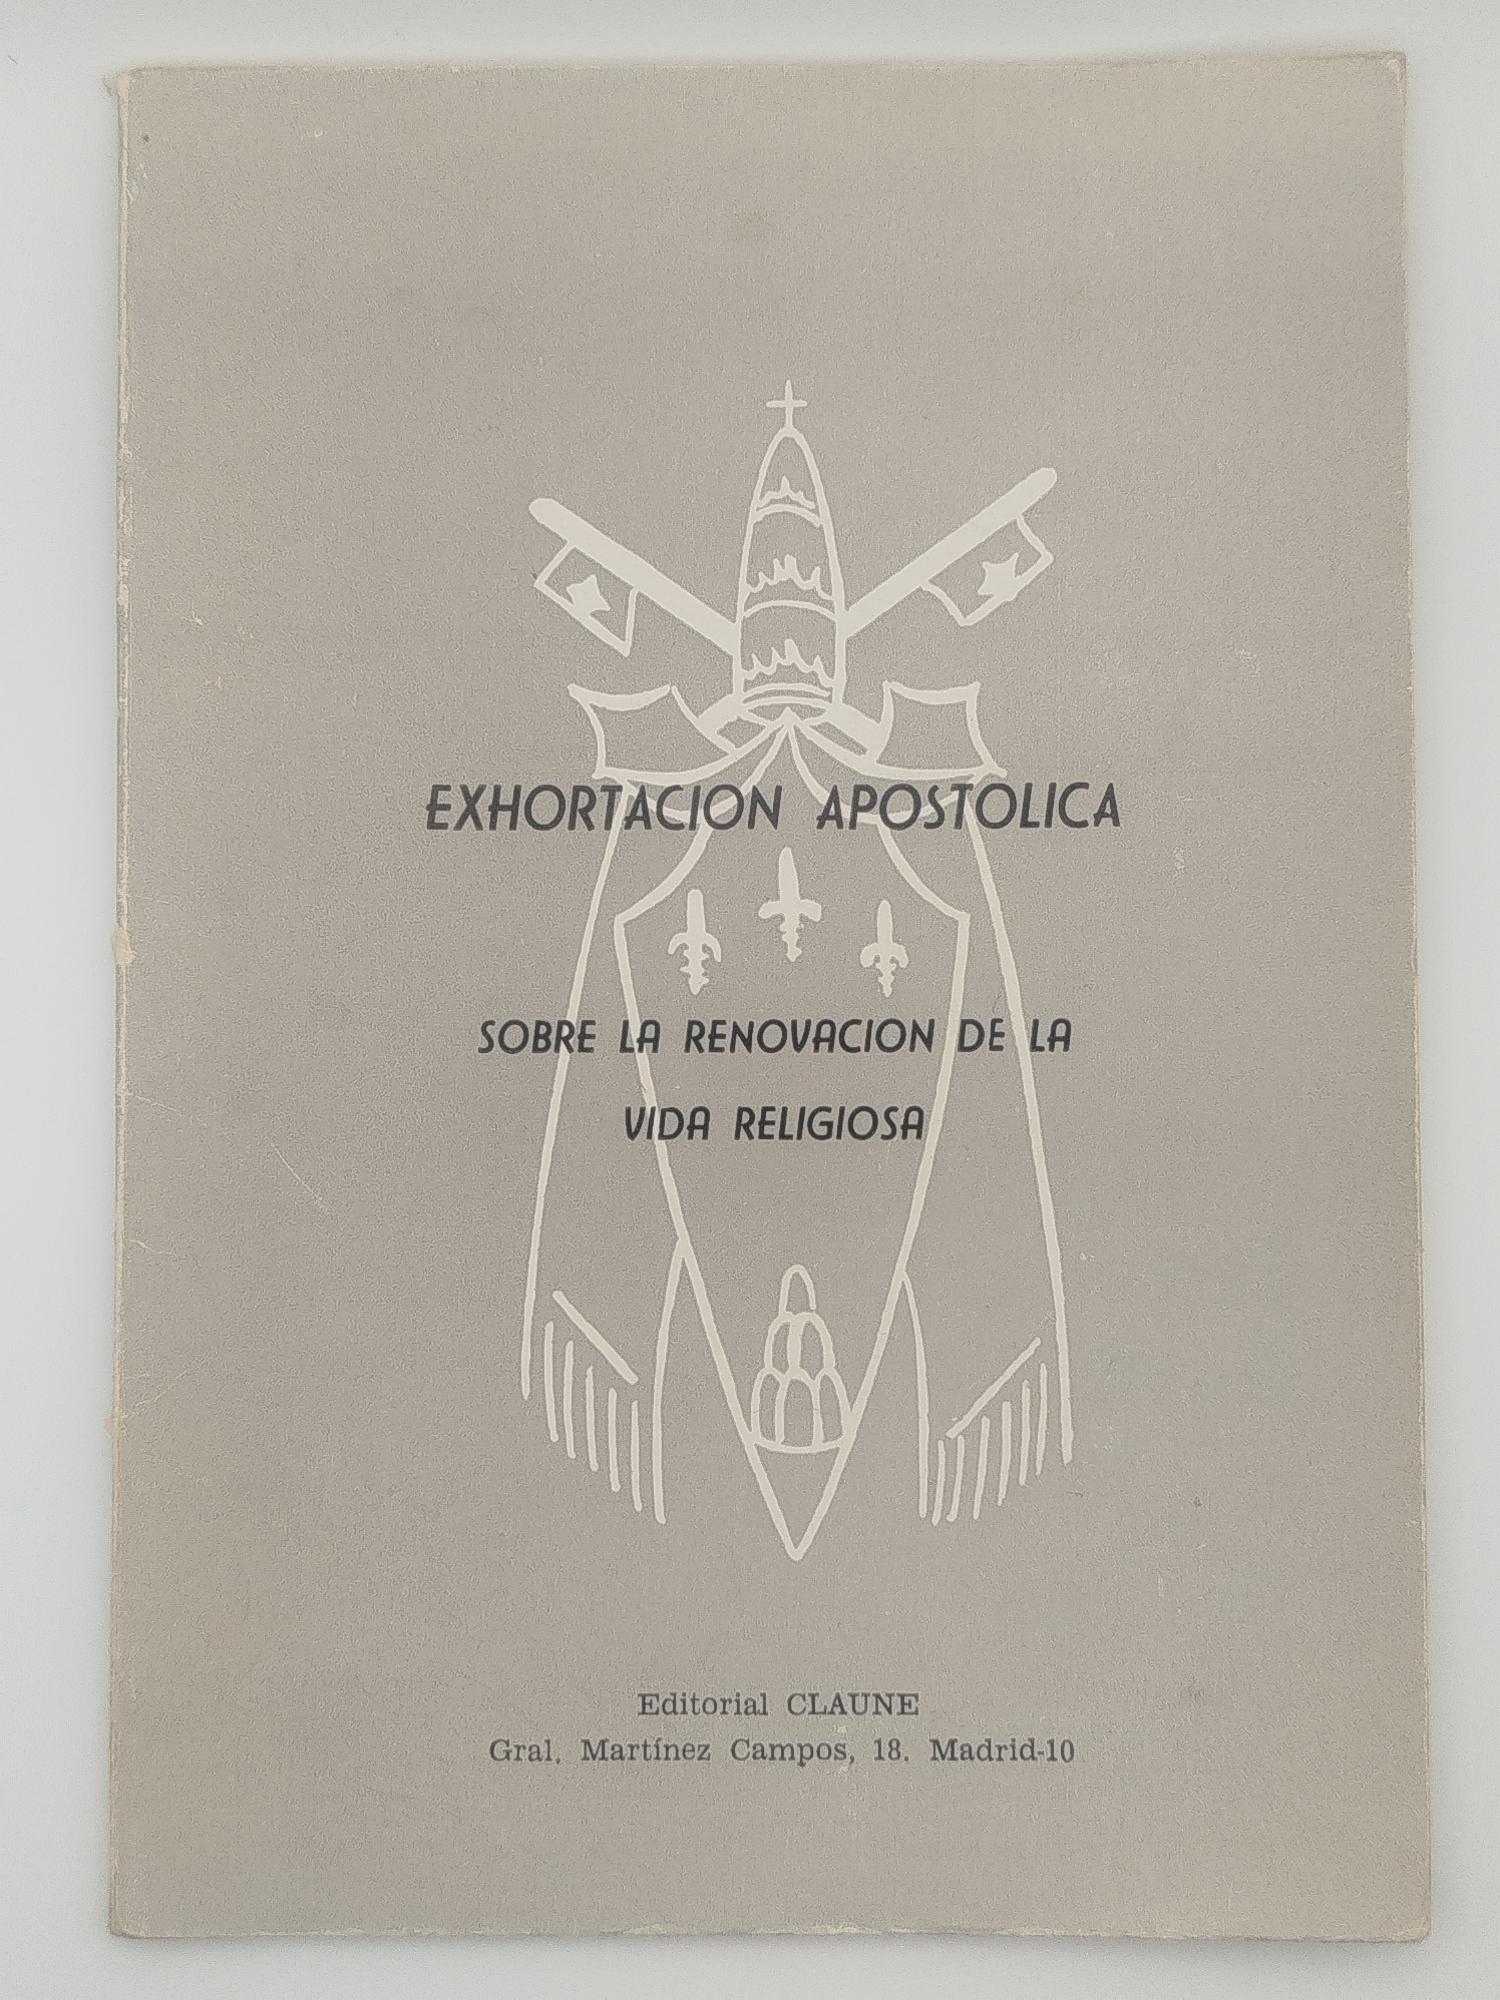 EXHORTACION APOSTOLICA
SOBRE LA RENOVACION DE LA
VIDA RELIGIOSA
Editorial CLAUNE
Gral. Martínez Campos, 18. Madrid-10